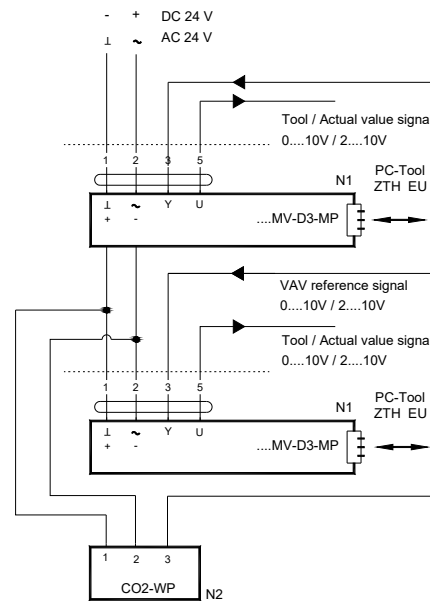 - + DC 24 V
⊥ ~ AC 24 V
Tool / Actual value signa
0....10V / 2....10V
1 2 3 5
N1
PC-Tool
ZTH EU
⊥ ~ Y U
+ -
....MV-D3-MP
VAV reference signal
0....10V / 2....10V
Tool / Actual value signa
0....10V / 2....10V
1 2 3 5
N1
PC-Tool
ZTH EU
⊥ ~ Y U
+ -
....MV-D3-MP
1 2 3
CO2-WP
N2